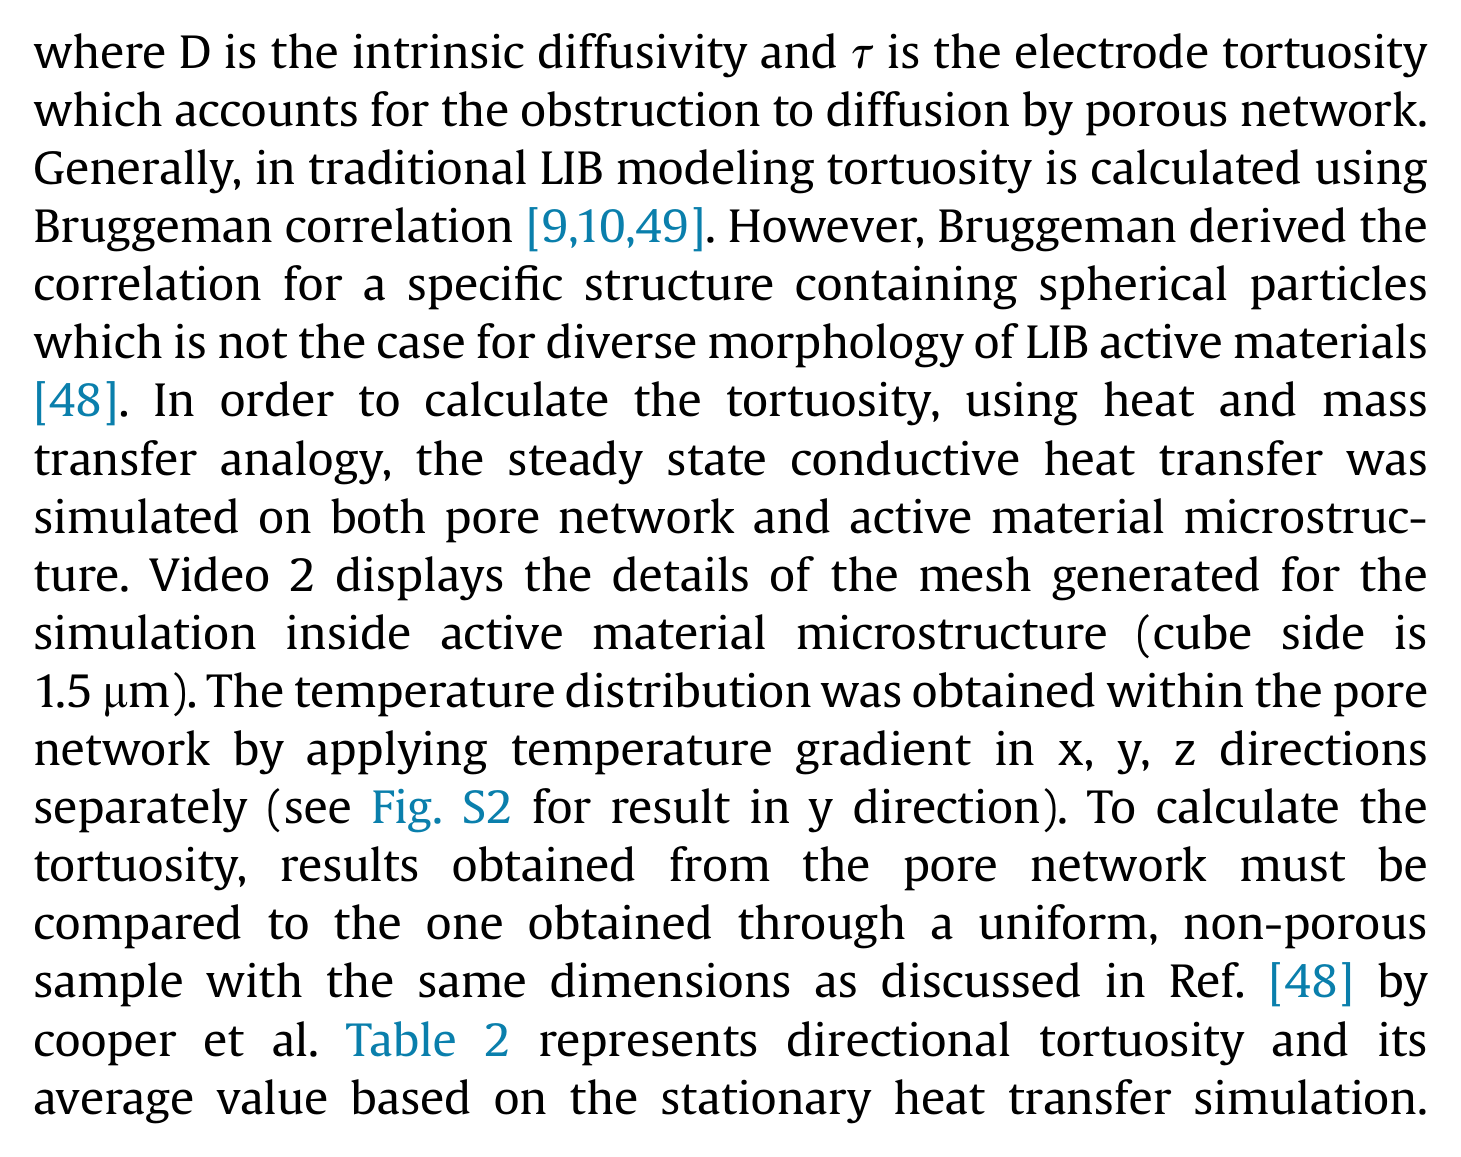 where D is the intrinsic diffusivity and τ is the electrode tortuosity
which accounts for the obstruction to diffusion by porous network.
Generally, in traditional LIB modeling tortuosity is calculated using
Bruggeman correlation [9,10,49]. However, Bruggeman derived the
correlation for a specific structure containing spherical particles
which is not the case for diverse morphology of LIB active materials
[48]. In order to calculate the tortuosity, using heat and mass
transfer analogy, the steady state conductive heat transfer was
simulated on both pore network and active material microstruc-
ture. Video 2 displays the details of the mesh generated for the
simulation inside active material microstructure (cube side is
1.5 μm). The temperature distribution was obtained within the pore
network by applying temperature gradient in x, y, z directions
separately (see Fig. S2 for result in y direction). To calculate the
tortuosity, results obtained from the pore network must be
compared to the one obtained through a uniform, non-porous
sample with the same dimensions as discussed in Ref. [48] by
cooper et al. Table 2 represents directional tortuosity and its
average value based on the stationary heat transfer simulation.